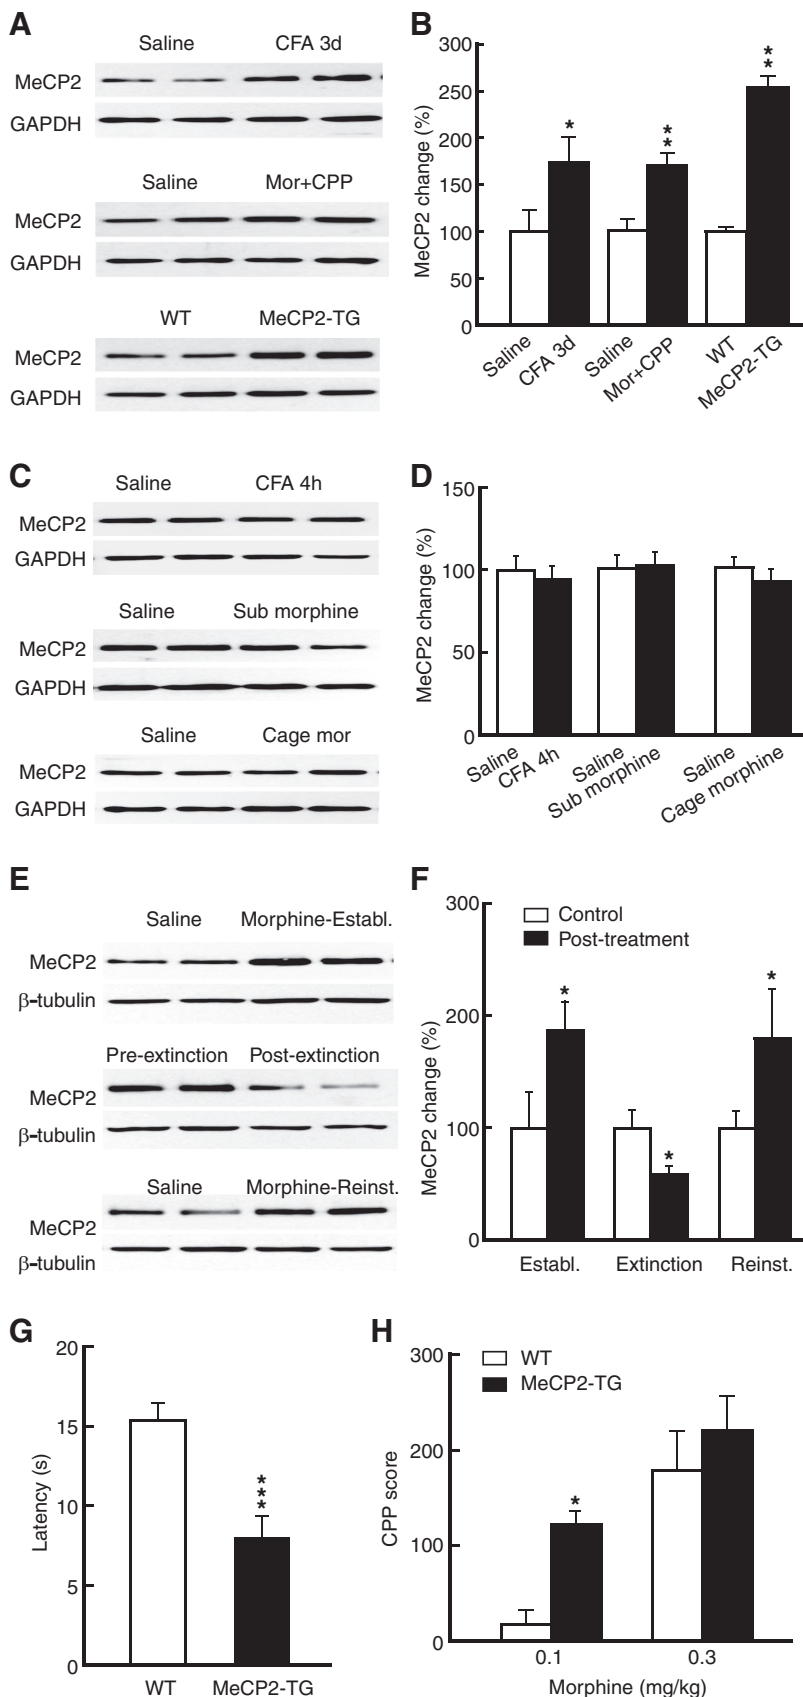 A
Saline CFA 3d
MeCP2
GAPDH
Saline Mor+CPP
MeCP2
GAPDH
WT MeCP2-TG
MeCP2
GAPDH
B
MeCP2 change (%)
300
250
200
150
100
50
0
*
**
**
Saline
CFA 3d
Saline
Mor+CPP
WT
MeCP2-TG
C
Saline CFA 4h
MeCP2
GAPDH
Saline Sub morphine
MeCP2
GAPDH
Saline Cage mor
MeCP2
GAPDH
D
MeCP2 change (%)
150
100
50
0
Saline
CFA 4h
Saline
Sub morphine
Saline
Cage morphine
E
Saline Morphine-Establ.
MeCP2
β-tubulin
Pre-extinction Post-extinction
MeCP2
β-tubulin
Saline Morphine-Reinst.
MeCP2
β-tubulin
F
MeCP2 change (%)
300
200
100
0
Control
Post-treatment
*
*
*
Establ. Extinction Reinst.
G
Latency (s)
20
15
10
5
0
***
WT MeCP2-TG
H
CPP score
300
200
100
0
WT
MeCP2-TG
*
0.1 0.3
Morphine (mg/kg)